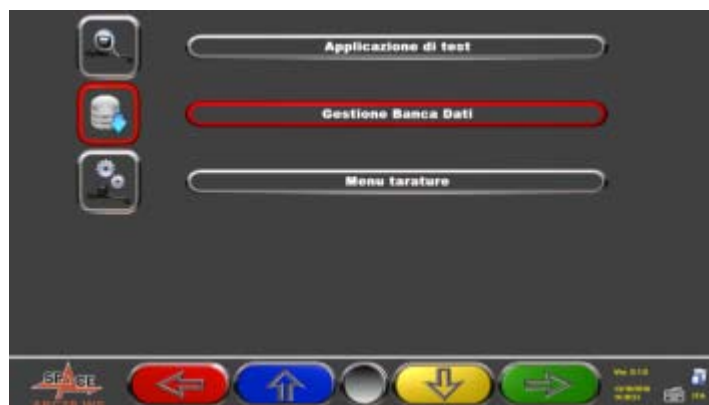 Applicazione di test
Gestione Banca Dati
Menu tarature
SPACE